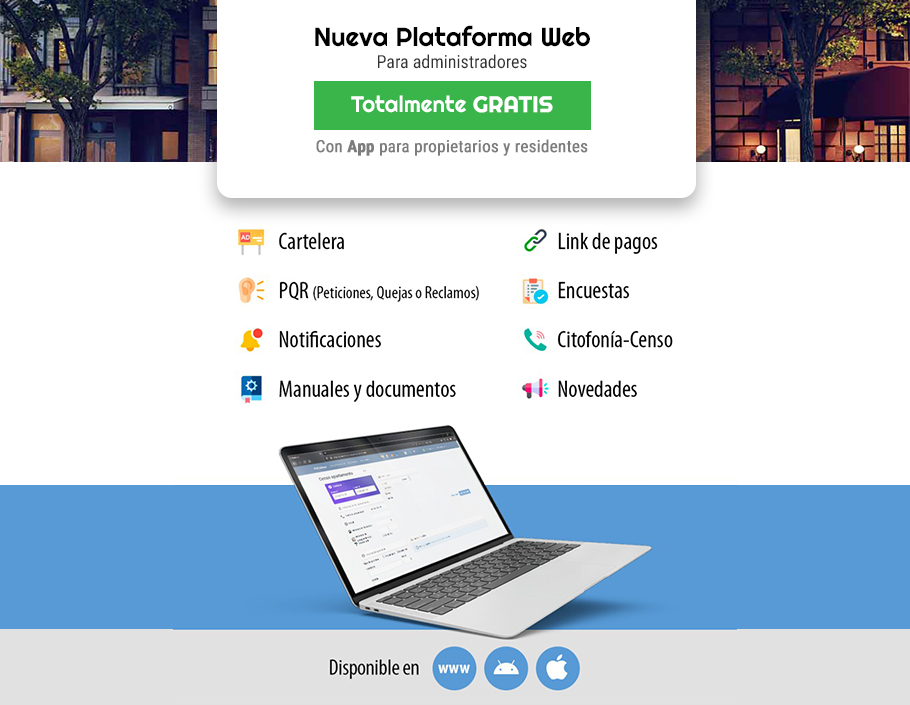 Nueva Plataforma Web
Para administradores
Totalmente GRATIS
Con App para propietarios y residentes
AD Cartelera
Link de pagos
PQR (Peticiones, Quejas o Reclamos)
Encuestas
Notificaciones
Citofonía-Censo
Manuales y documentos
Novedades
Disponible en www